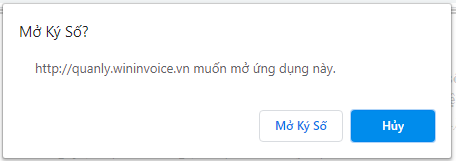 Mở Ký Số?
http://quanly.wininvoice.vn muốn mở ứng dụng này.
Mở Ký Số Hủy